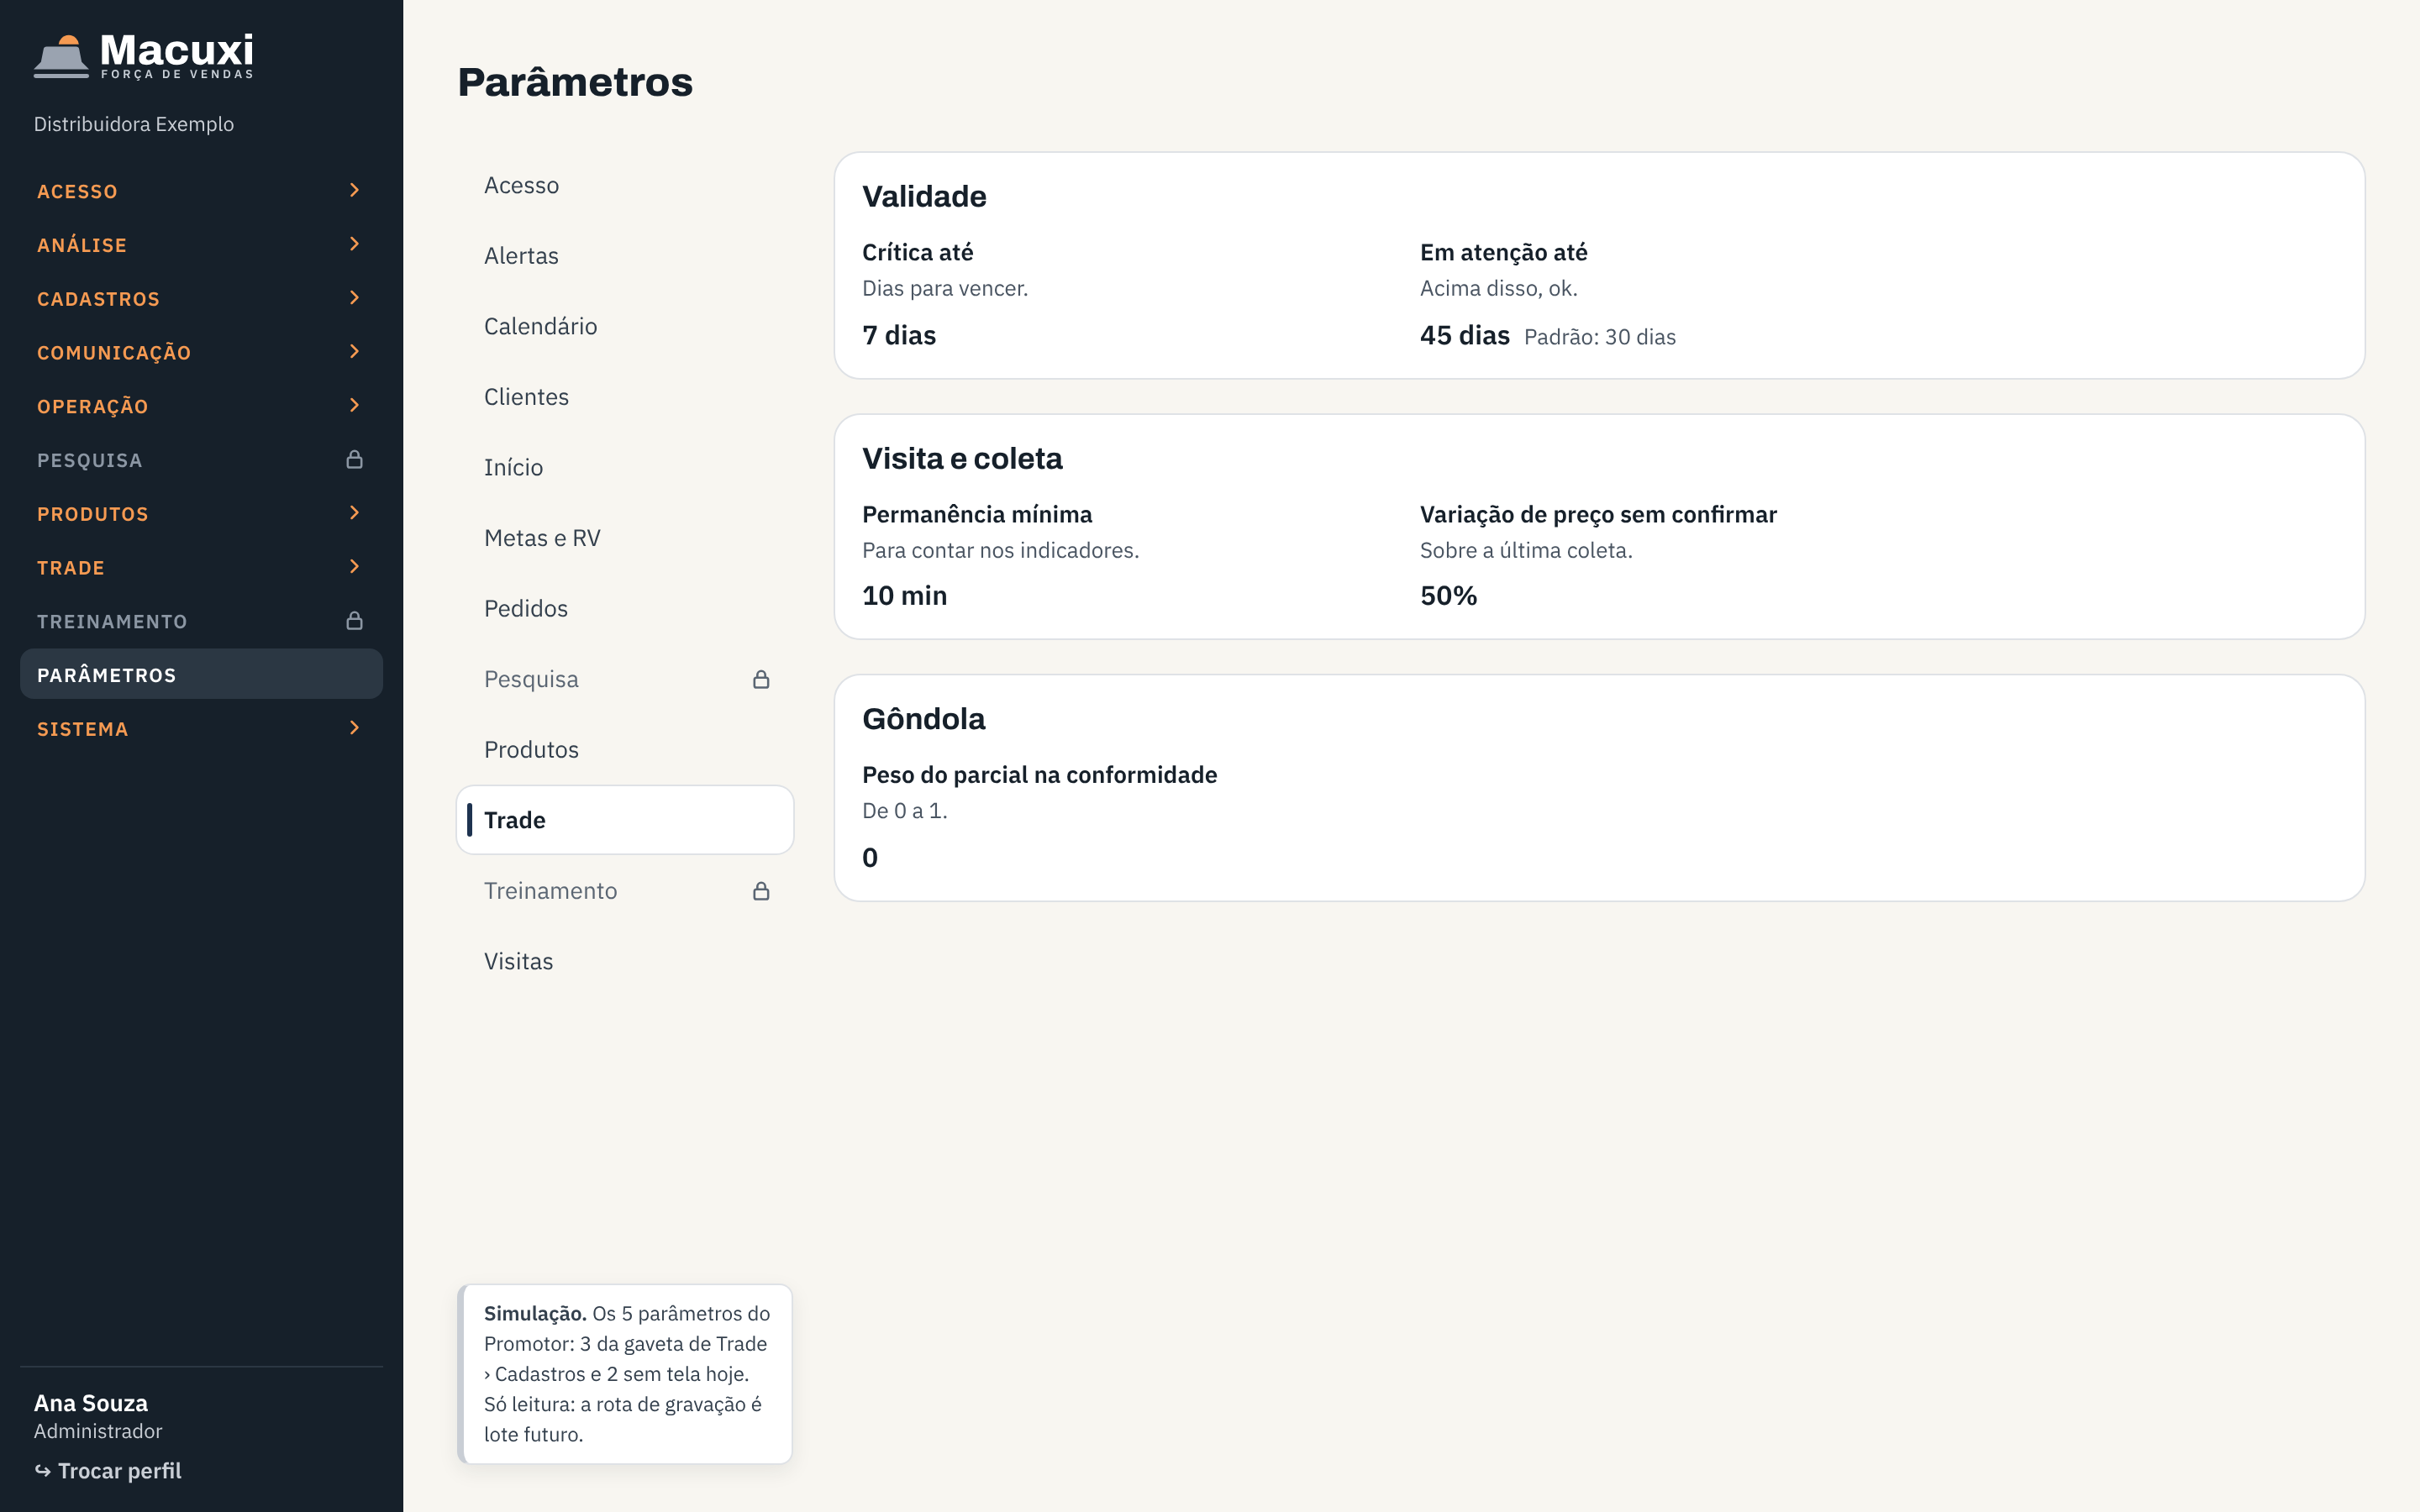 Macuxi
FORÇA DE VENDAS
Distribuidora Exemplo
ACESSO
ANÁLISE
CADASTROS
COMUNICAÇÃO
OPERAÇÃO
PESQUISA
PRODUTOS
TRADE
TREINAMENTO
PARÂMETROS
SISTEMA
Ana Souza
Administrador
↪ Trocar perfil
Parâmetros
Acesso
Alertas
Calendário
Clientes
Início
Metas e RV
Pedidos
Pesquisa
Produtos
Trade
Treinamento
Visitas
Simulação. Os 5 parâmetros do
Promotor: 3 da gaveta de Trade
› Cadastros e 2 sem tela hoje.
Só leitura: a rota de gravação é
lote futuro.
Validade
Crítica até
Dias para vencer.
7 dias
Em atenção até
Acima disso, ok.
45 dias Padrão: 30 dias
Visita e coleta
Permanência mínima
Para contar nos indicadores.
10 min
Variação de preço sem confirmar
Sobre a última coleta.
50%
Gôndola
Peso do parcial na conformidade
De 0 a 1.
0